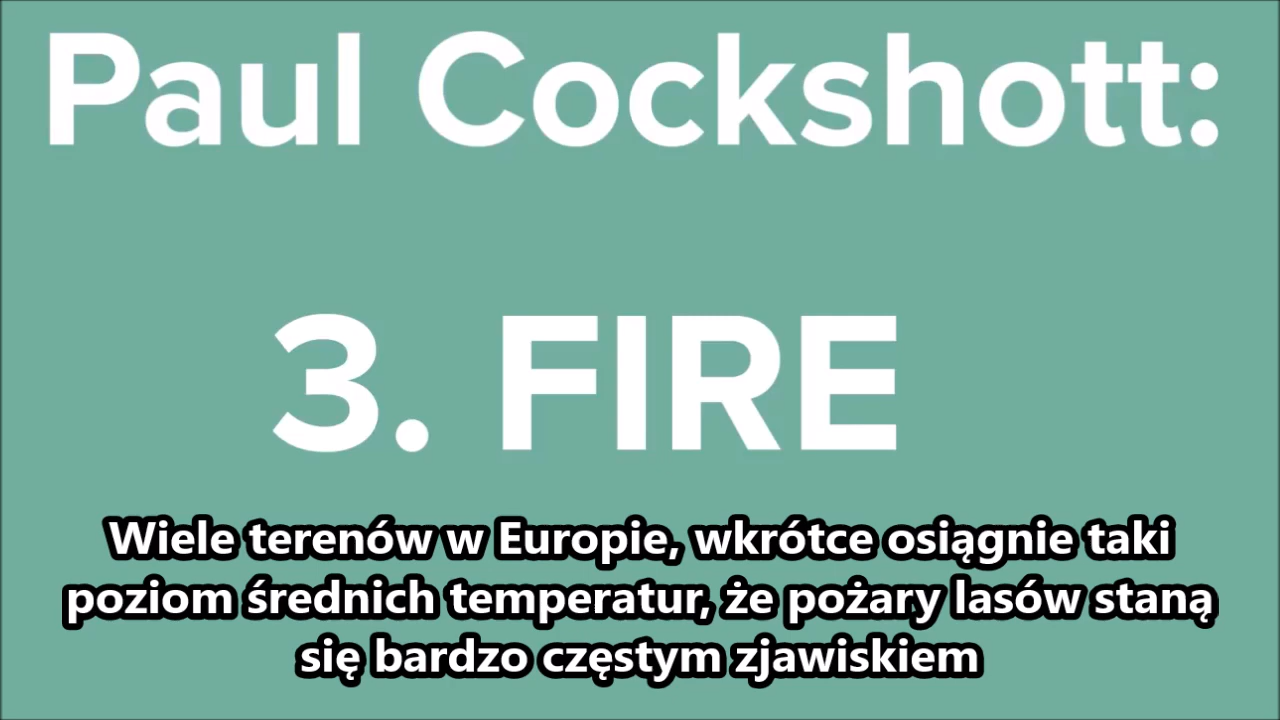 Paul Cockshott:
3. FIRE
Wiele terenów w Europie, wkrótce osiągnie taki
poziom średnich temperatur, że pożary lasów staną
się bardzo częstym zjawiskiem